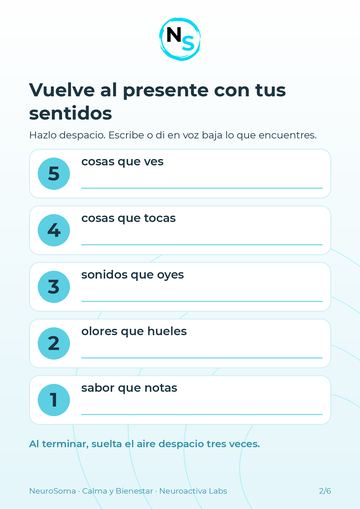 NS
Vuelve al presente con tus
sentidos
Hazlo despacio. Escribe o di en voz baja lo que encuentres.
5
cosas que ves
4
cosas que tocas
3
sonidos que oyes
2
olores que hueles
1
sabor que notas
Al terminar, suelta el aire despacio tres veces.
NeuroSoma · Calma y Bienestar · Neuroactiva Labs
2/6